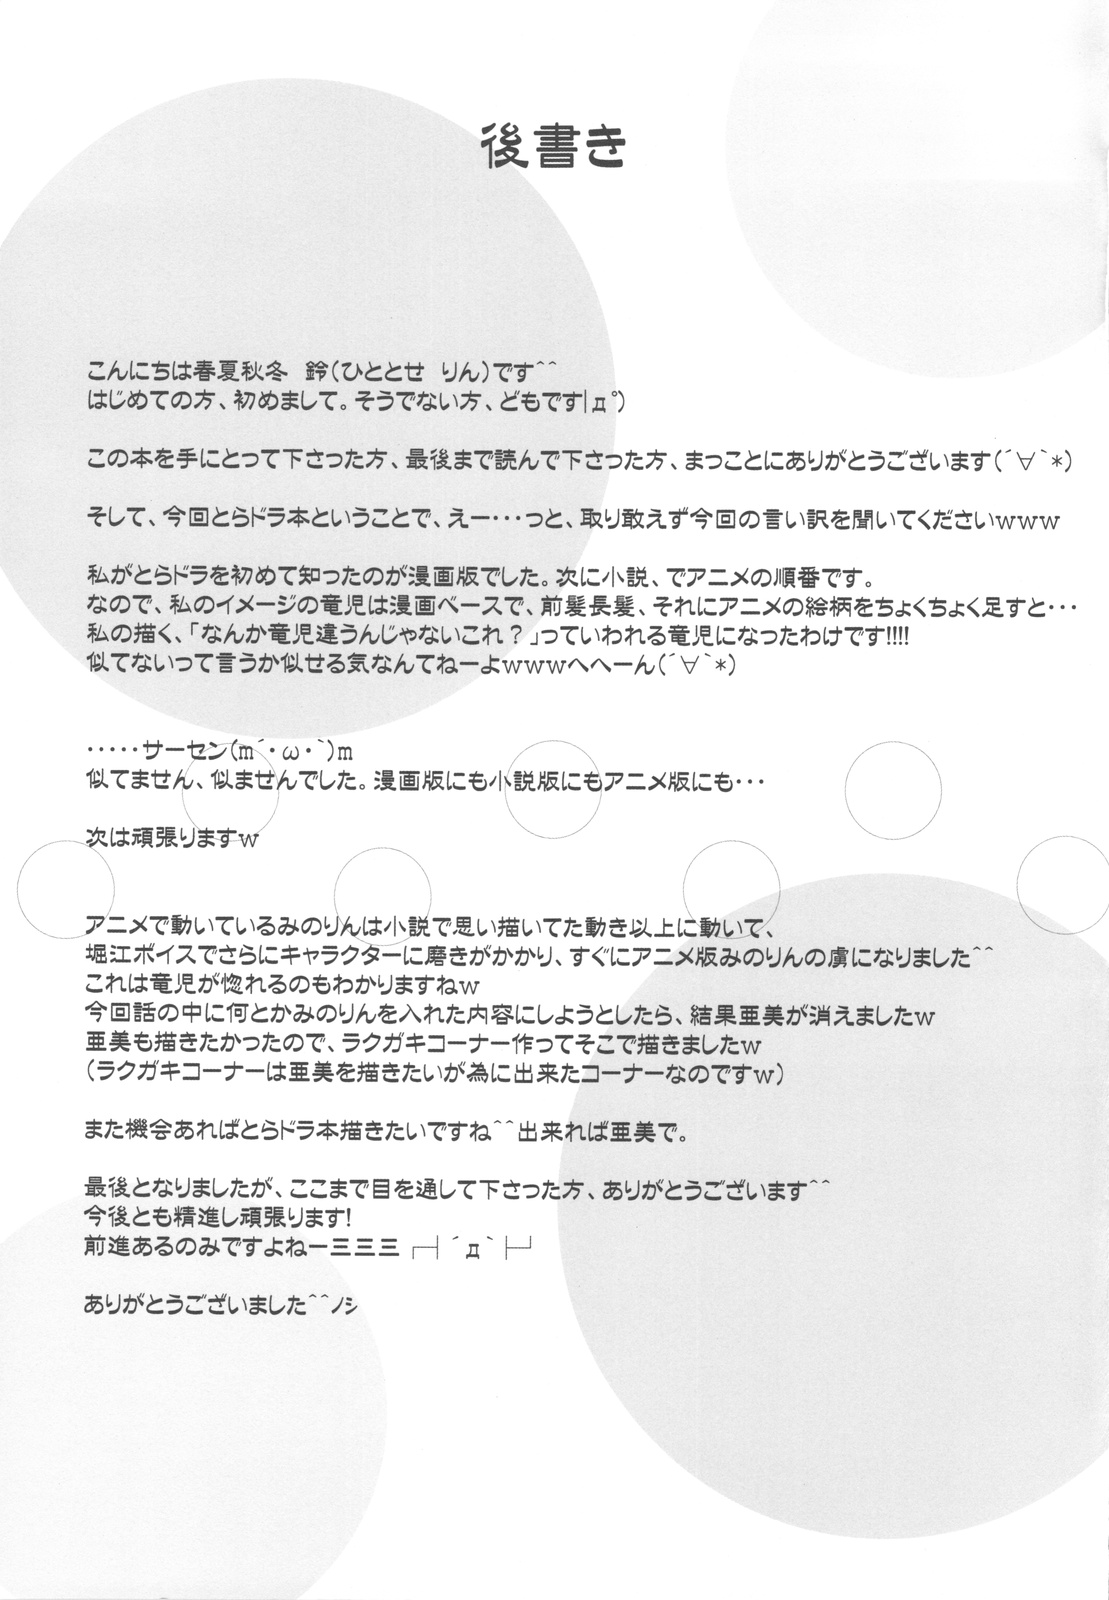 後書き
こんにちは春夏秋冬　鈴(ひととせ りん)です^^
はじめての方、初めまして。そうでない方、どもです|дﾟ)
この本を手にとって下さった方、最後まで読んで下さった方、まっことにありがとうございます(´∀`*)
そして、今回とらドラ本ということで、えー・・・っと、取り敢えず今回の言い訳を聞いてくださいwww
私がとらドラを初めて知ったのが漫画版でした。次に小説、でアニメの順番です。
なので、私のイメージの竜児は漫画ベースで、前髪長髪、それにアニメの絵柄をちょくちょく足すと・・・
私の描く、「なんか竜児違うんじゃないこれ？」っていわれる竜児になったわけです!!!!
似てないって言うか似せる気なんてねーよwwwへへーん(´∀`*)
・・・・・サーセン(m´・ω・`)m
似てません、似ませんでした。漫画版にも小説版にもアニメ版にも・・・
次は頑張りますw
アニメで動いているみのりんは小説で思い描いてた動き以上に動いて、
堀江ボイスでさらにキャラクターに磨きがかかり、すぐにアニメ版みのりんの虜になりました^^
これは竜児が惚れるのもわかりますねw
今回話の中に何とかみのりんを入れた内容にしようとしたら、結果亜美が消えましたw
亜美も描きたかったので、ラクガキコーナー作ってそこで描きましたw
(ラクガキコーナーは亜美を描きたいが為に出来たコーナーなのですw)
また機会あればとらドラ本描きたいですね^^出来れば亜美で。
最後となりましたが、ここまで目を通して下さった方、ありがとうございます^^
今後とも精進し頑張ります!
前進あるのみですよねー三三三┌┤´д`├┘
ありがとうございました^^ﾉｼ